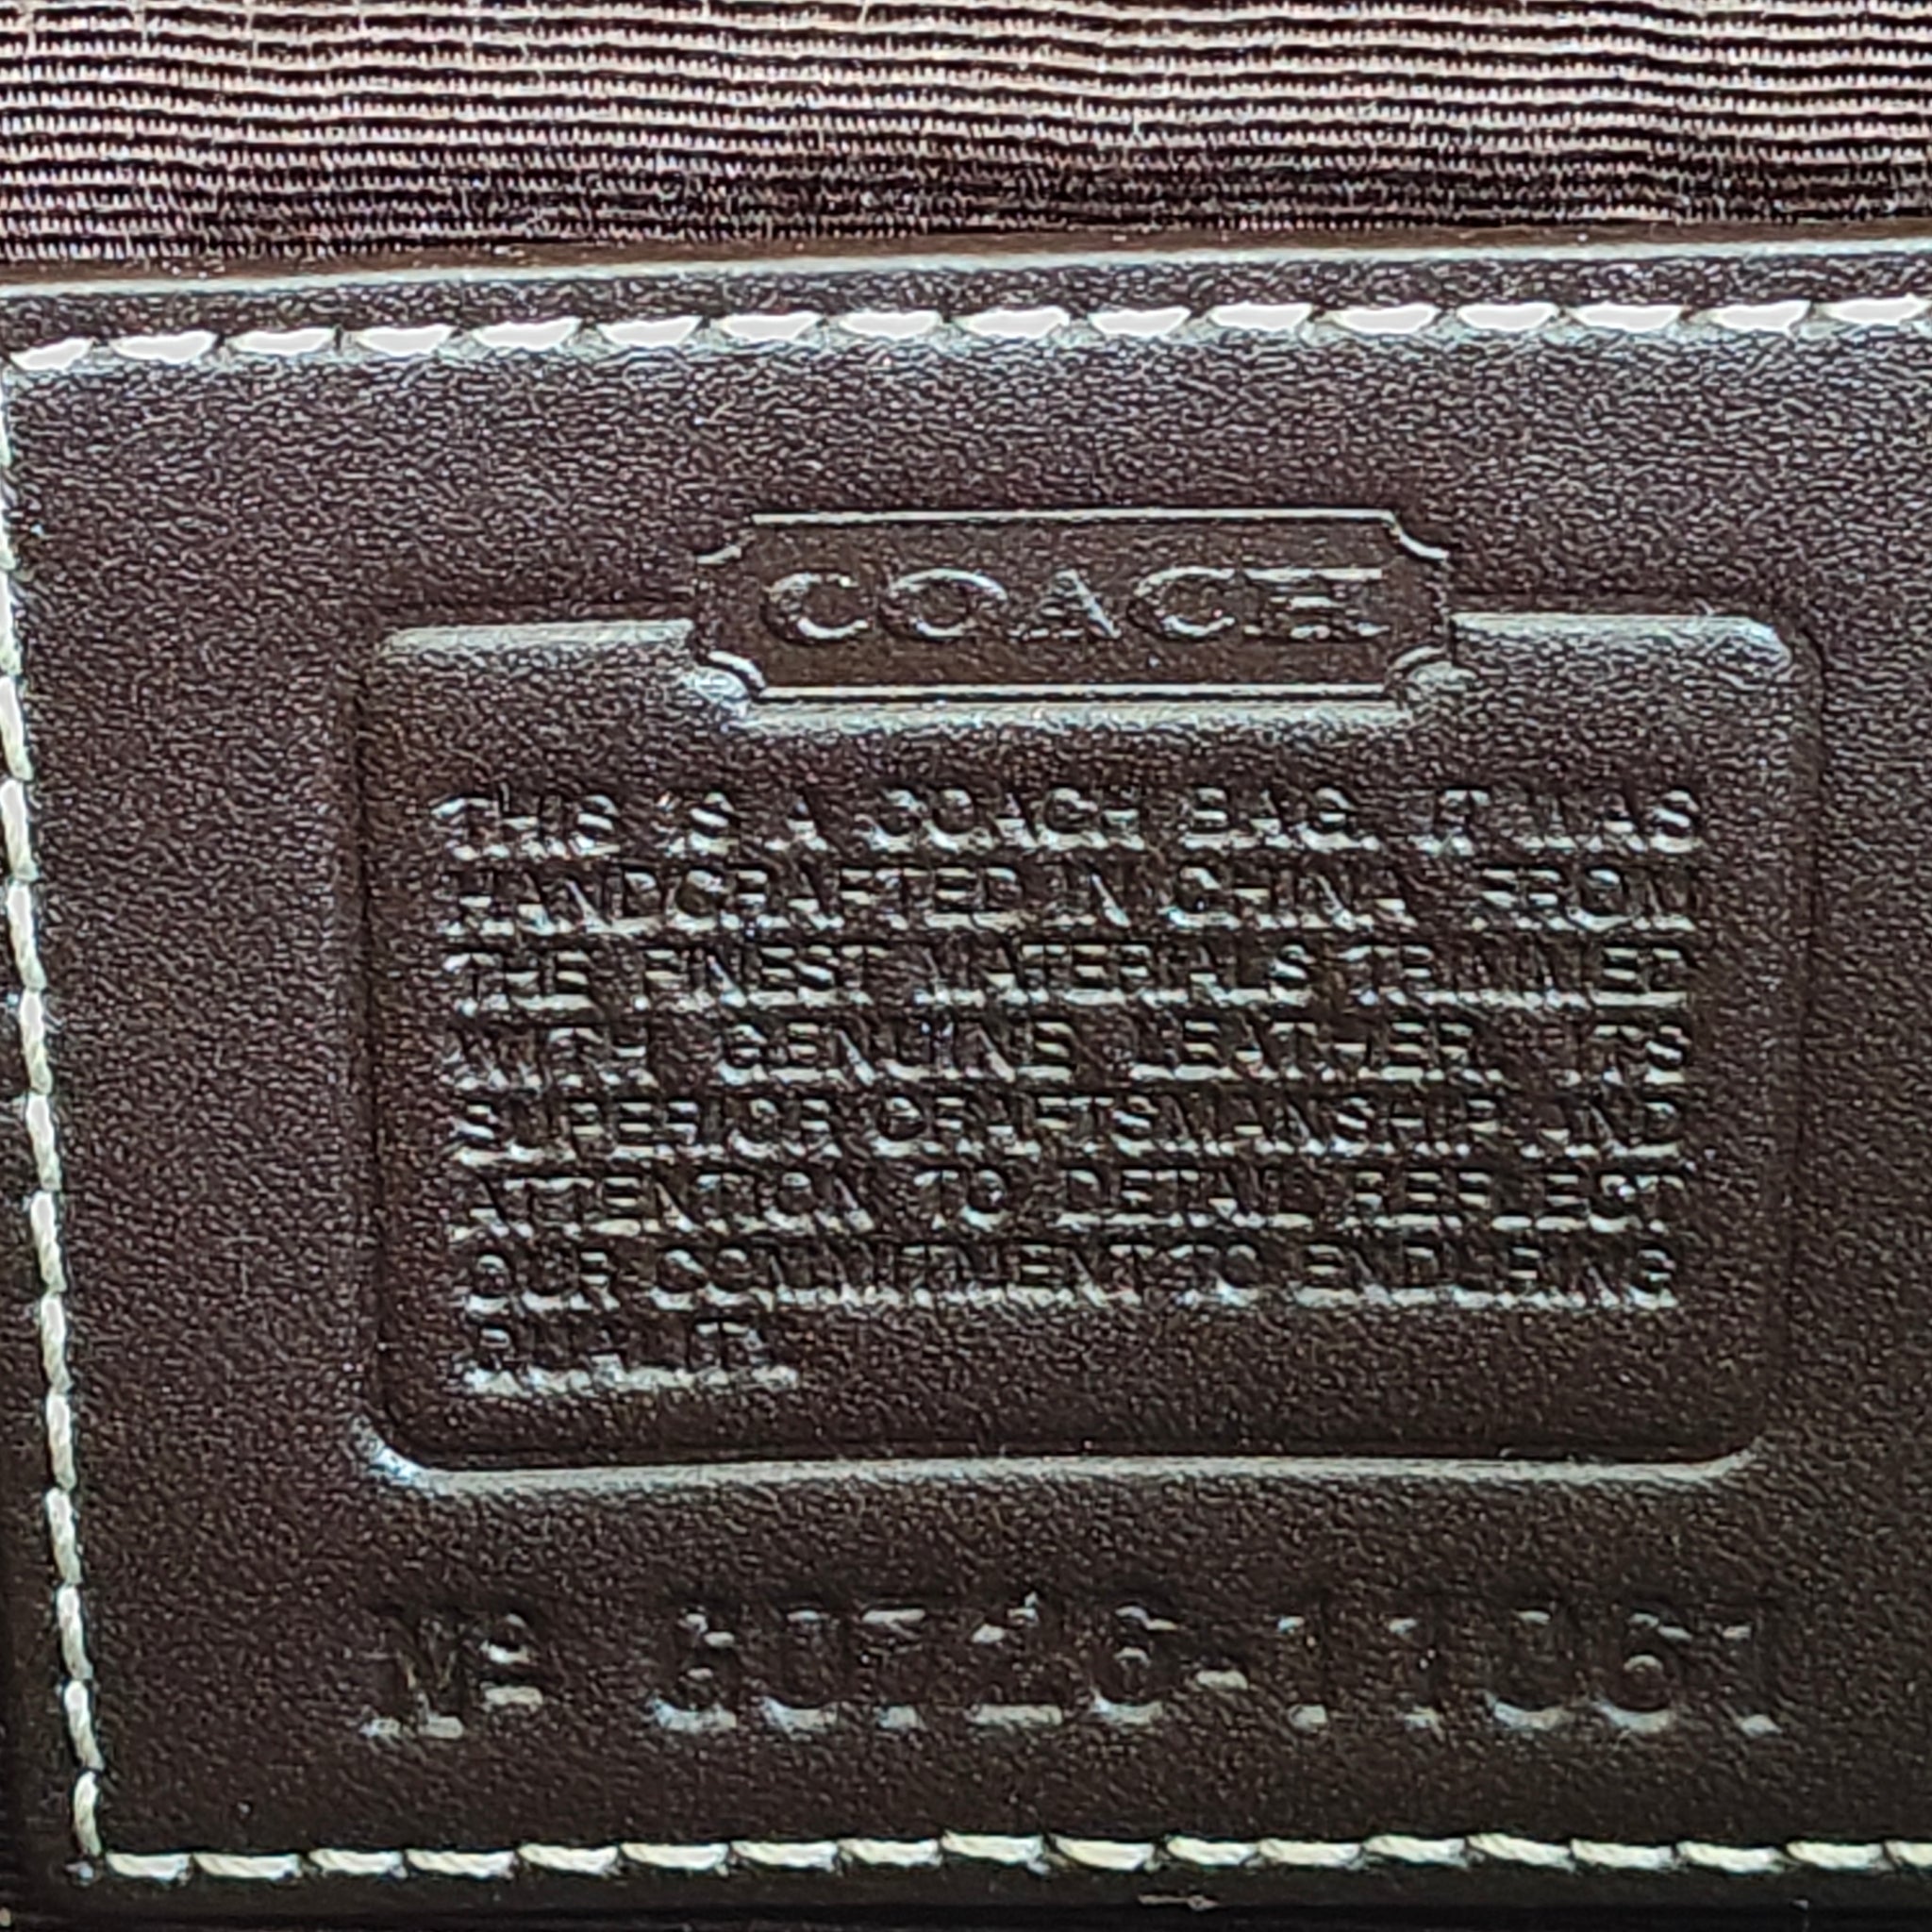 COACH
THIS IS A COACH BAG. IT WAS
HANDCRAFTED IN CHINA FROM
THE FINEST MATERIALS TRIMMED
WITH GENUINE LEATHER. ITS
SUPERIOR CRAFTSMANSHIP AND
ATTENTION TO DETAIL REFLECT
OUR COMMITMENT TO ENDURING
QUALITY.